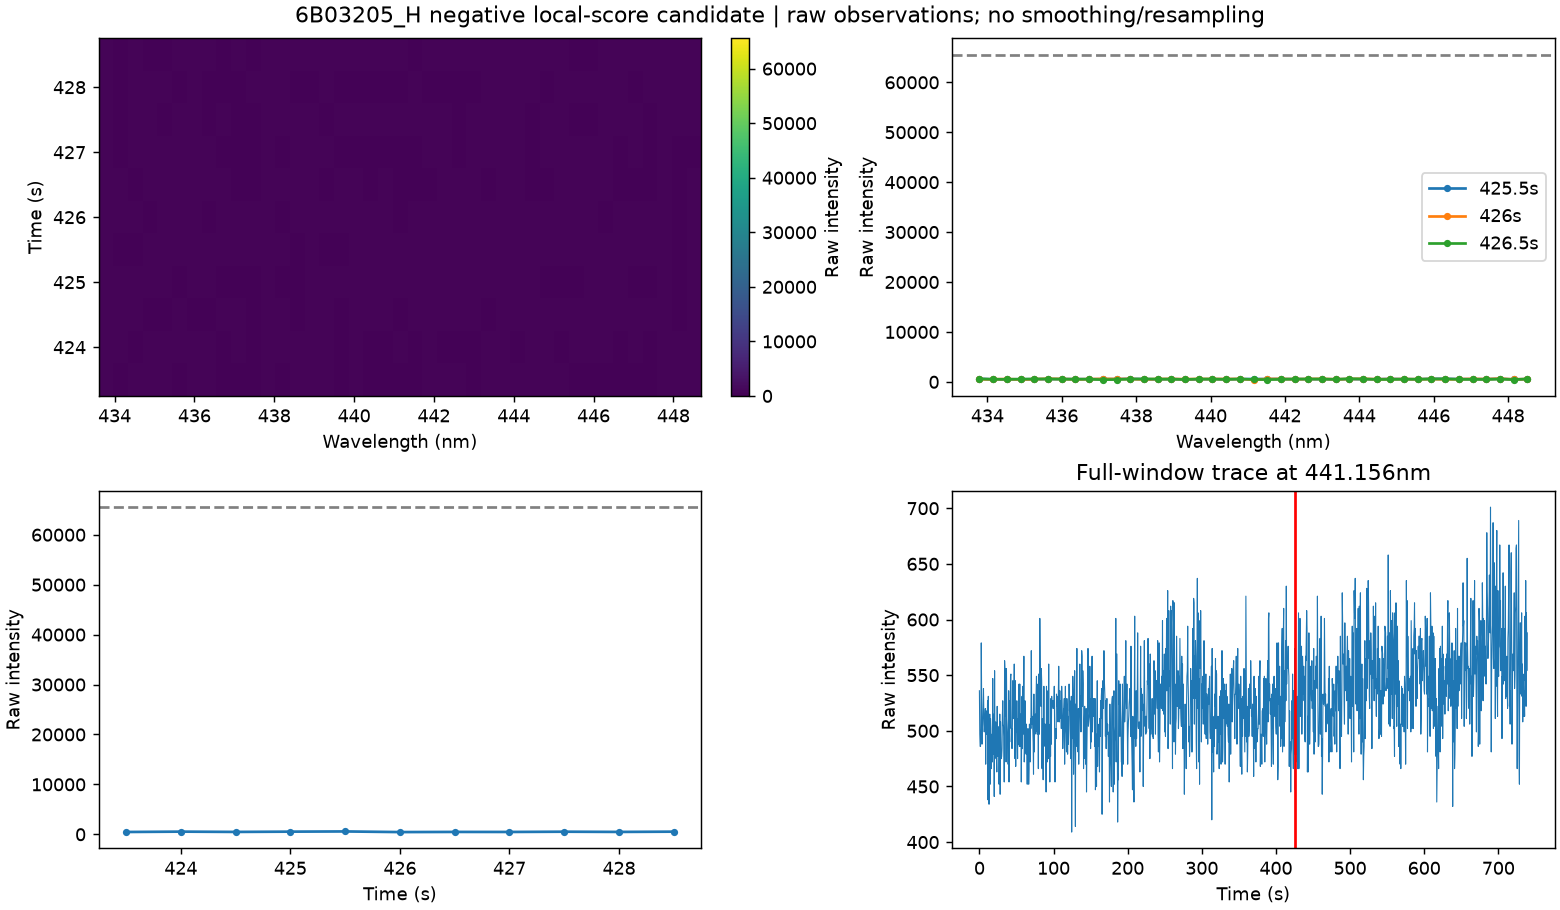 6B03205_H negative local-score candidate | raw observations; no smoothing/resampling
428
427
426
425
424
Time (s)
434 436 438 440 442 444 446 448
Wavelength (nm)
60000
50000
40000
30000
20000
10000
0
Raw intensity
60000
50000
40000
30000
20000
10000
0
Raw intensity
425.5s
426s
426.5s
434 436 438 440 442 444 446 448
Wavelength (nm)
60000
50000
40000
30000
20000
10000
0
Raw intensity
424 425 426 427 428
Time (s)
Full-window trace at 441.156nm
700
650
600
550
500
450
400
Raw intensity
0 100 200 300 400 500 600 700
Time (s)